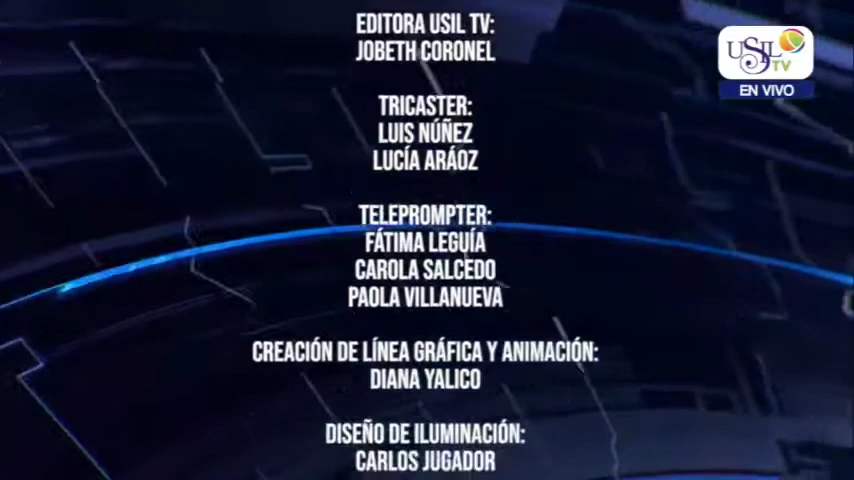 EDITORA USIL TV:
JOBETH CORONEL
USIL TV
EN VIVO
TRICASTER:
LUIS NÚÑEZ
LUCÍA ARÁOZ
TELEPROMPTER:
FÁTIMA LEGUÍA
CAROLA SALCEDO
PAOLA VILLANUEVA
CREACIÓN DE LÍNEA GRÁFICA Y ANIMACIÓN:
DIANA YALICO
DISEÑO DE ILUMINACIÓN:
CARLOS JUGADOR